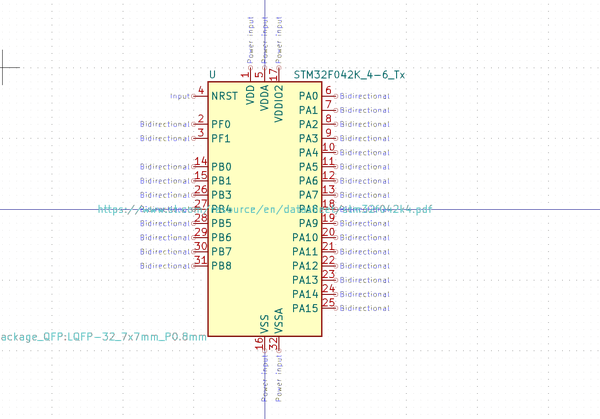 Power input
Power input
Power input
1
5
17
U
STM32F042K_4-6_Tx
VDD
VDDA
VDDIO2
Input 4 NRST
PA0 6 Bidirectional
PA1 7 Bidirectional
Bidirectional 2 PF0
PA2 8 Bidirectional
Bidirectional 3 PF1
PA3 9 Bidirectional
PA4 10 Bidirectional
Bidirectional 14 PB0
PA5 11 Bidirectional
Bidirectional 15 PB1
PA6 12 Bidirectional
Bidirectional 26 PB3
PA7 13 Bidirectional
27 PB4
PA8 18
Bidirectional 28 PB5
PA9 19 Bidirectional
Bidirectional 29 PB6
PA10 20 Bidirectional
Bidirectional 30 PB7
PA11 21 Bidirectional
Bidirectional 31 PB8
PA12 22 Bidirectional
PA13 23 Bidirectional
PA14 24 Bidirectional
PA15 25 Bidirectional
VSS
VSSA
ackage_QFP:LQFP-32_7x7mm_P0.8mm
16
32
Power input
Power input